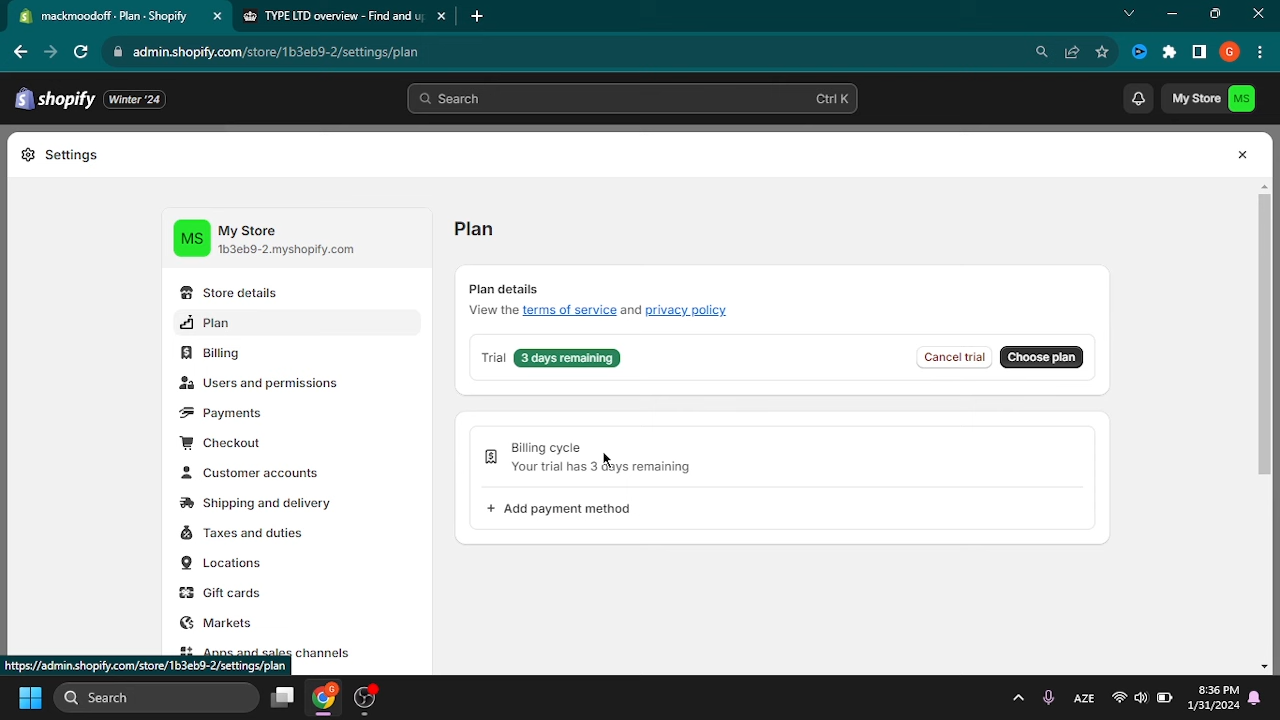 mackmoodoff · Plan · Shopify
TYPE LTD overview - Find and u
admin.shopify.com/store/1b3eb9-2/settings/plan
G
shopify
Winter '24
Search
Ctrl K
My Store
MS
Settings
MS
My Store
1b3eb9-2.myshopify.com
Store details
Plan
Billing
Users and permissions
Payments
Checkout
Customer accounts
Shipping and delivery
Taxes and duties
Locations
Gift cards
Markets
Apps and sales channels
Plan
Plan details
View the terms of service and privacy policy
Trial
3 days remaining
Cancel trial
Choose plan
Billing cycle
Your trial has 3 days remaining
+ Add payment method
https://admin.shopify.com/store/1b3eb9-2/settings/plan
Search
G
AZE
8:36 PM
1/31/2024